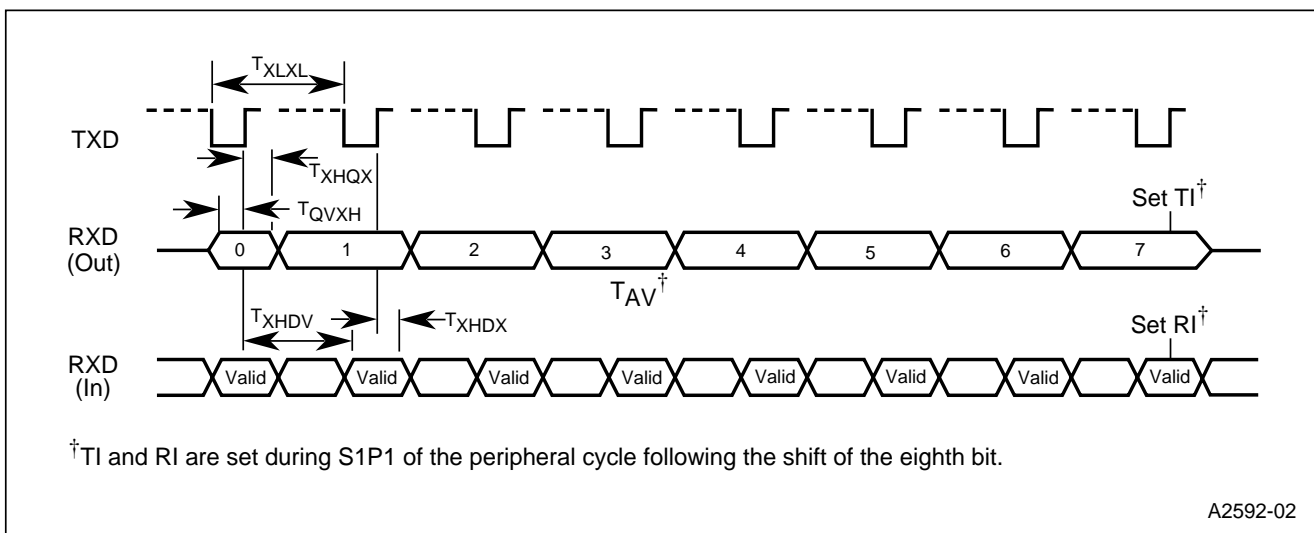 TXLXL
TXD
TXHQX
Set TI†
TQVXH
RXD
(Out)
0 1 2 3 4 5 6 7
TAV†
TXHDV TXHDX
Set RI†
RXD
(In)
Valid Valid Valid Valid Valid Valid Valid Valid
†TI and RI are set during S1P1 of the peripheral cycle following the shift of the eighth bit.
A2592-02